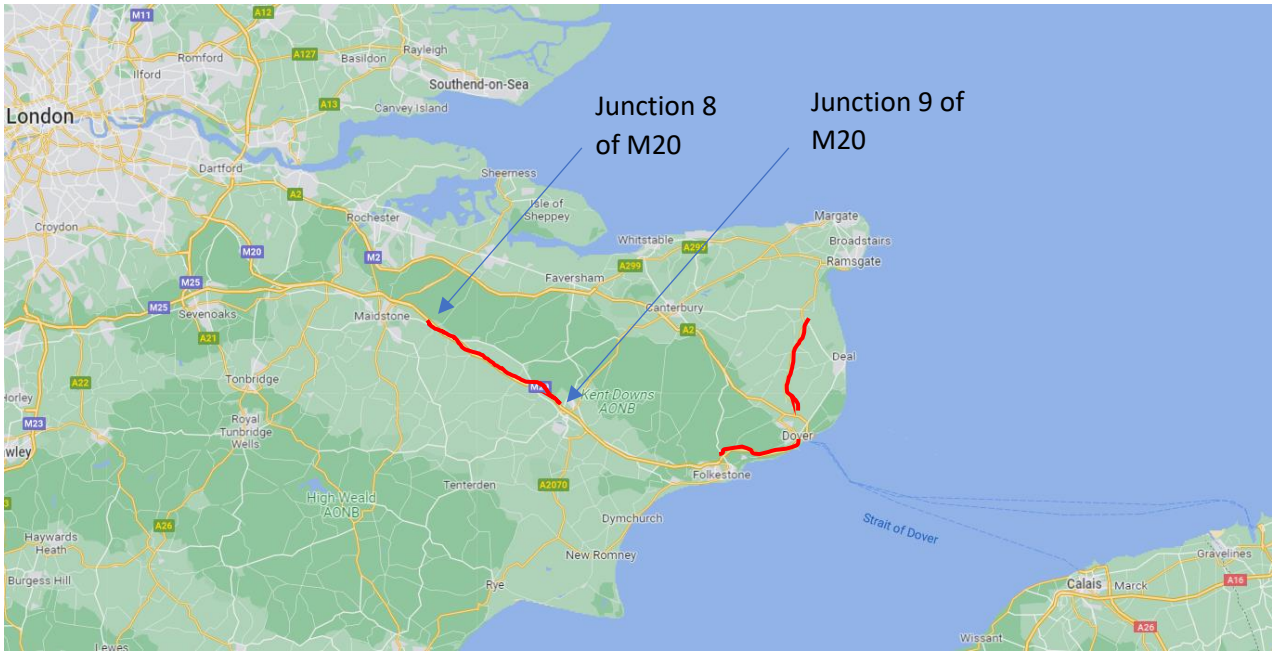 M11
A12
Romford
A127
Basildon
Rayleigh
Ilford
Southend-on-Sea
Junction 8
of M20
Junction 9 of
M20
London
A13
Canvey Island
Dartford
Sheerness
A2
Isle of
Sheppey
Rochester
Croydon
M20
M2
Whitstable
A299
Margate
Broadstairs
Ramsgate
A299
Faversham
M25
M25
Sevenoaks
Maidstone
Canterbury
A2
A21
Deal
Tonbridge
A22
M20
Kent Downs
AONB
Horley
M23
Royal
Tunbridge
Wells
Dover
awley
Folkestone
Tenterden
A2070
High Weald
AONB
Dymchurch
Strait of Dover
A26
Haywards
Heath
New Romney
Gravelines
Calais
Marck
A16
Burgess Hill
Rye
A26
Wissant
Lewes